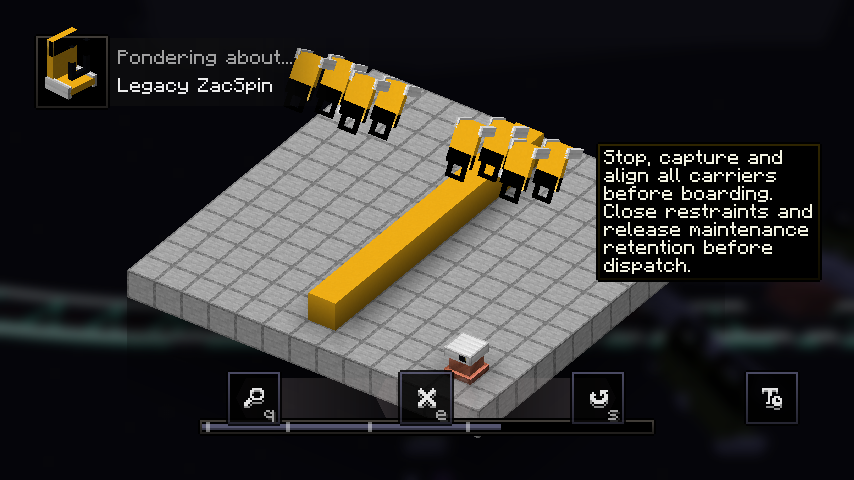 Pondering about...
Legacy ZacSpin
Stop, capture and
align all carriers
before boarding.
Close restraints and
release maintenance
retention before
dispatch.
q
e
s
T